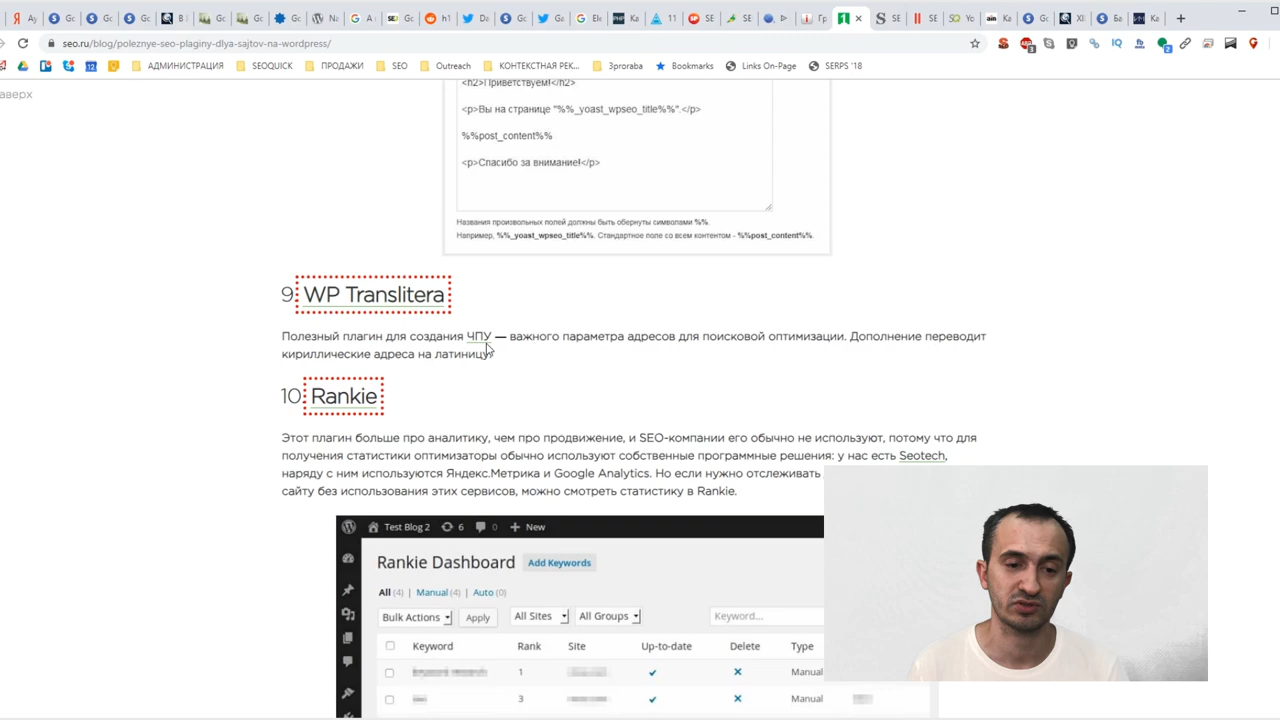 seo.ru/blog/poleznye-seo-plaginy-dlya-sajtov-na-wordpress/
АДМИНИСТРАЦИЯ SEOQUICK ПРОДАЖИ SEO Outreach КОНТЕКСТНАЯ РЕК... 3proraba Bookmarks Links On-Page SERPS '18
аверх
<h2>Приветствуем!</h2>
<p>Вы на странице "%%_yoast_wpseo_title%%".</p>
%%post_content%%
<p>Спасибо за внимание!</p>
Названия произвольных полей должны быть обернуты символами %%.
Например, %%_yoast_wpseo_title%%. Стандартное поле со всем контентом - %%post_content%%.
9. WP Translitera
Полезный плагин для создания ЧПУ — важного параметра адресов для поисковой оптимизации. Дополнение переводит
кириллические адреса на латиницу.
10. Rankie
Этот плагин больше про аналитику, чем про продвижение, и SEO-компании его обычно не используют, потому что для
получения статистики оптимизаторы обычно используют собственные программные решения: у нас есть Seotech,
наряду с ним используются Яндекс.Метрика и Google Analytics. Но если нужно отслеживать
сайту без использования этих сервисов, можно смотреть статистику в Rankie.
Test Blog 2 6 0 New
Rankie Dashboard Add Keywords
All (4) | Manual (4) | Auto (0)
Bulk Actions Apply All Sites All Groups Keyword...
Keyword Rank Site Up-to-date Delete Type
1 Manual
3 Manual